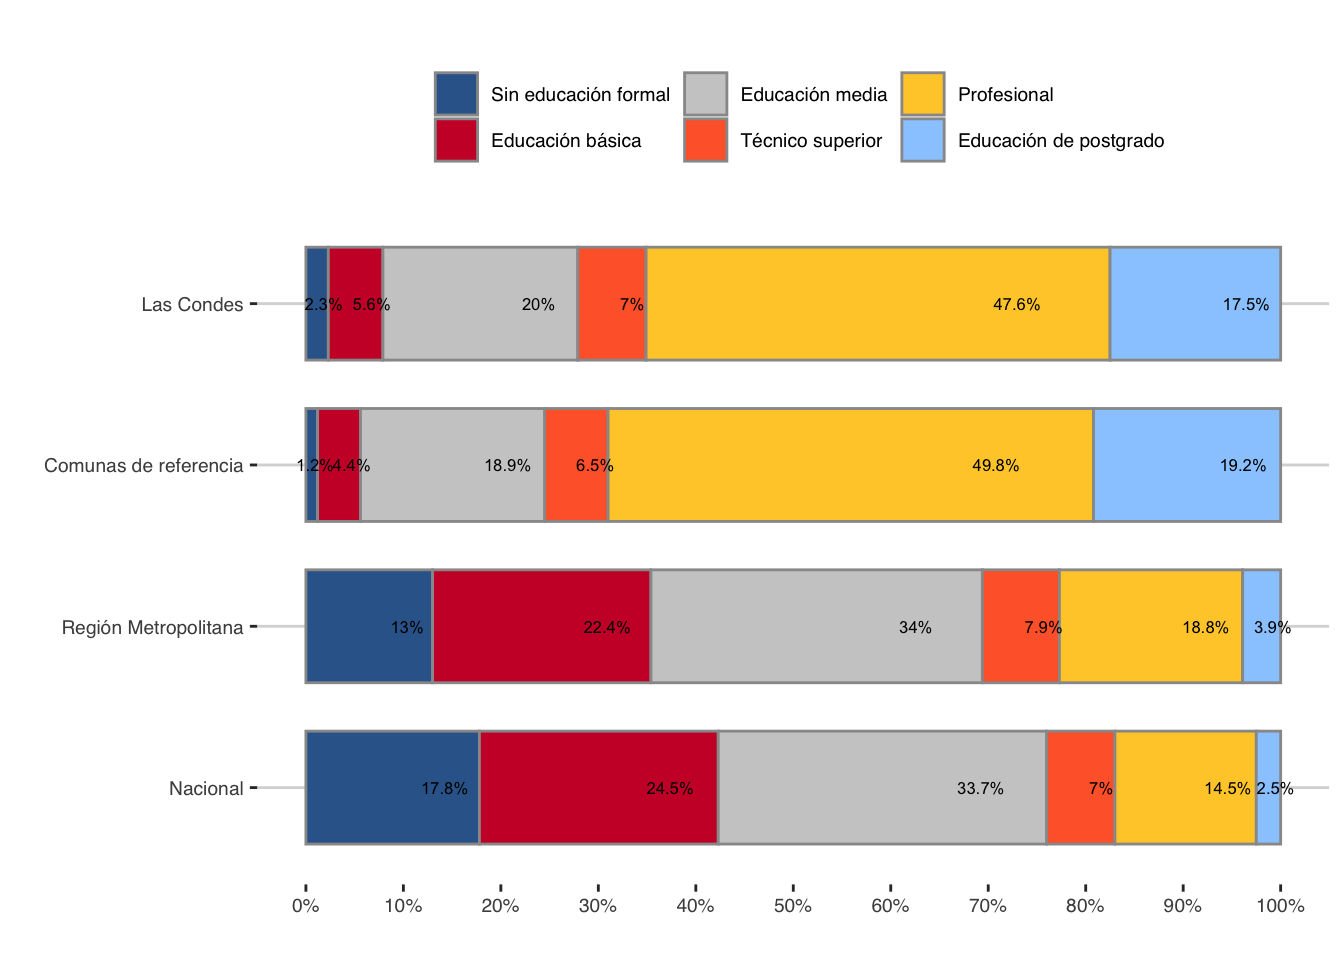 Sin educación formal Educación media Profesional
Educación básica Técnico superior Educación de postgrado
Las Condes 2.3% 5.6% 20% 7% 47.6% 17.5%
Comunas de referencia 1.2% 4.4% 18.9% 6.5% 49.8% 19.2%
Región Metropolitana 13% 22.4% 34% 7.9% 18.8% 3.9%
Nacional 17.8% 24.5% 33.7% 7% 14.5% 2.5%
0% 10% 20% 30% 40% 50% 60% 70% 80% 90% 100%